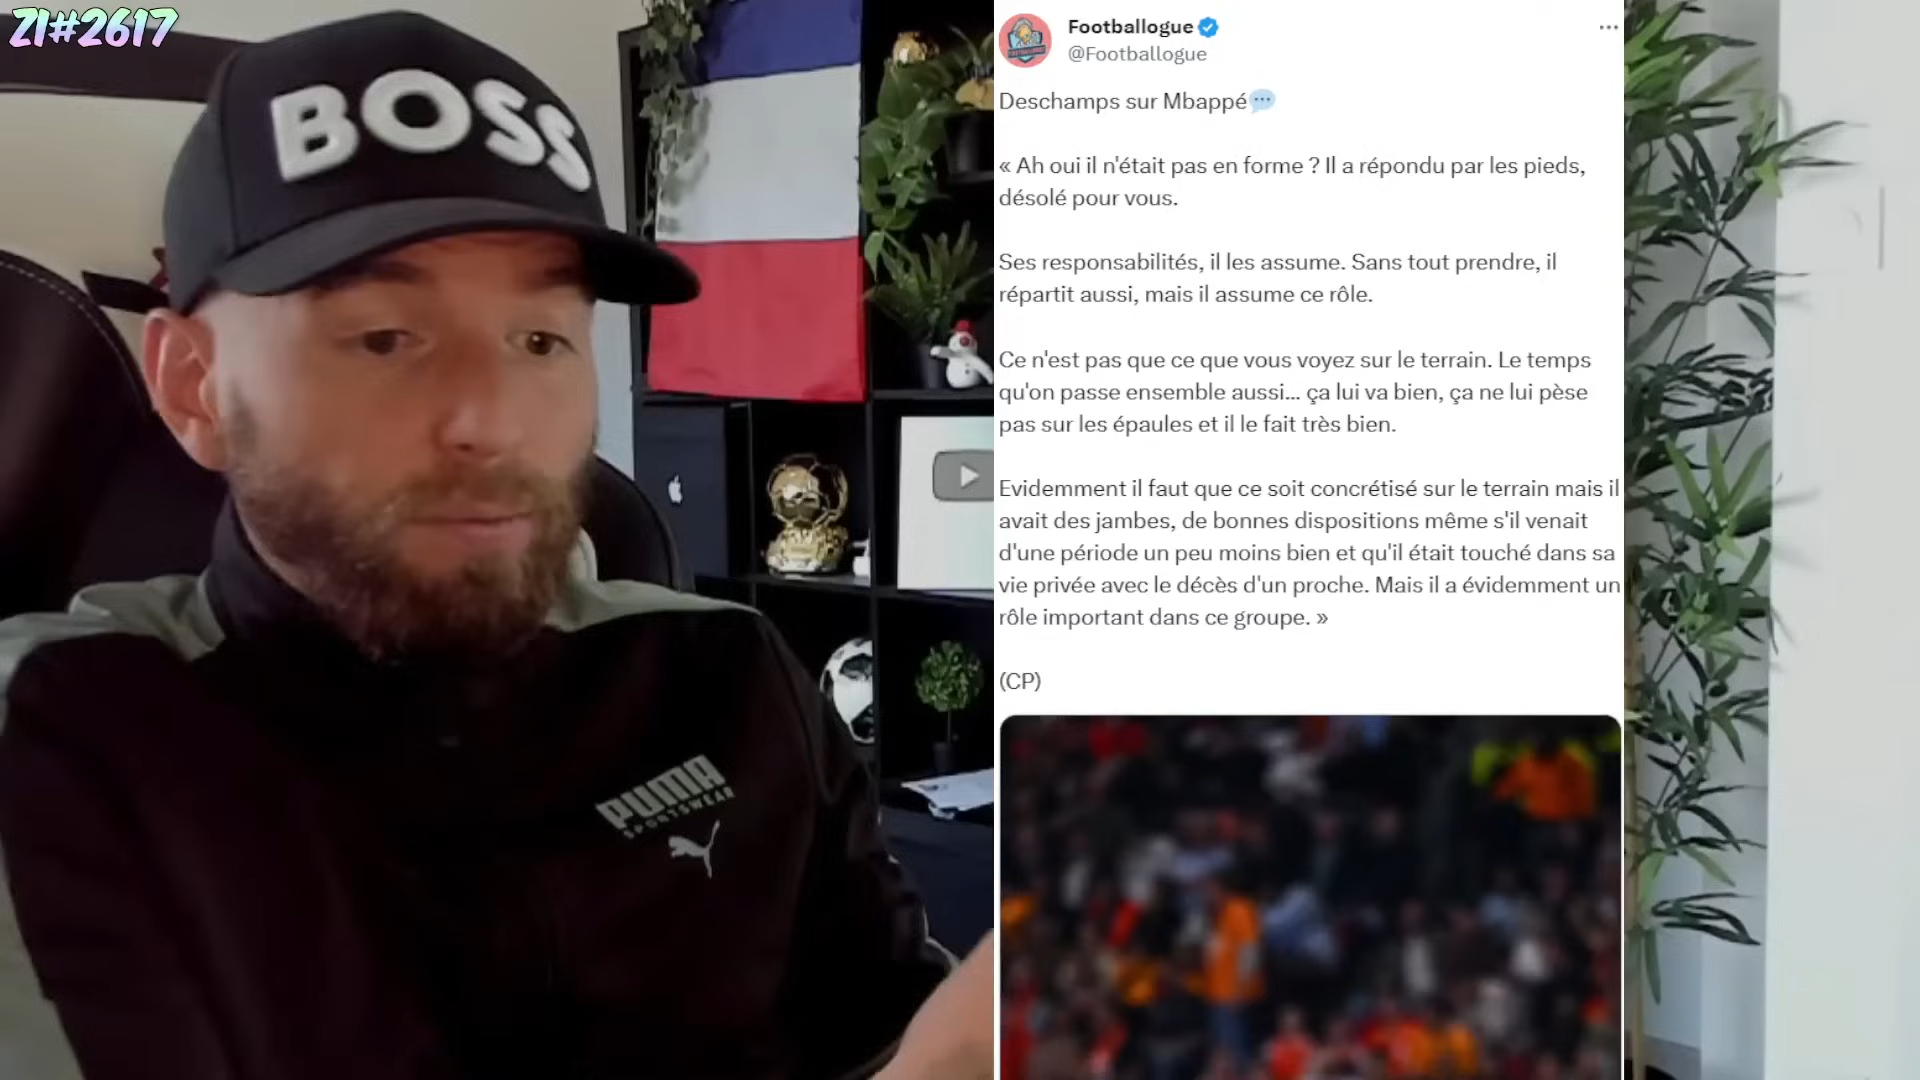 ZI#2617
BOSS
PUMA
SPORTSWEAR
Footballogue
@Footballogue
Deschamps sur Mbappé
« Ah oui il n'était pas en forme ? Il a répondu par les pieds,
désolé pour vous.
Ses responsabilités, il les assume. Sans tout prendre, il
répartit aussi, mais il assume ce rôle.
Ce n'est pas que ce que vous voyez sur le terrain. Le temps
qu'on passe ensemble aussi... ça lui va bien, ça ne lui pèse
pas sur les épaules et il le fait très bien.
Evidemment il faut que ce soit concrétisé sur le terrain mais il
avait des jambes, de bonnes dispositions même s'il venait
d'une période un peu moins bien et qu'il était touché dans sa
vie privée avec le décès d'un proche. Mais il a évidemment un
rôle important dans ce groupe. »
(CP)